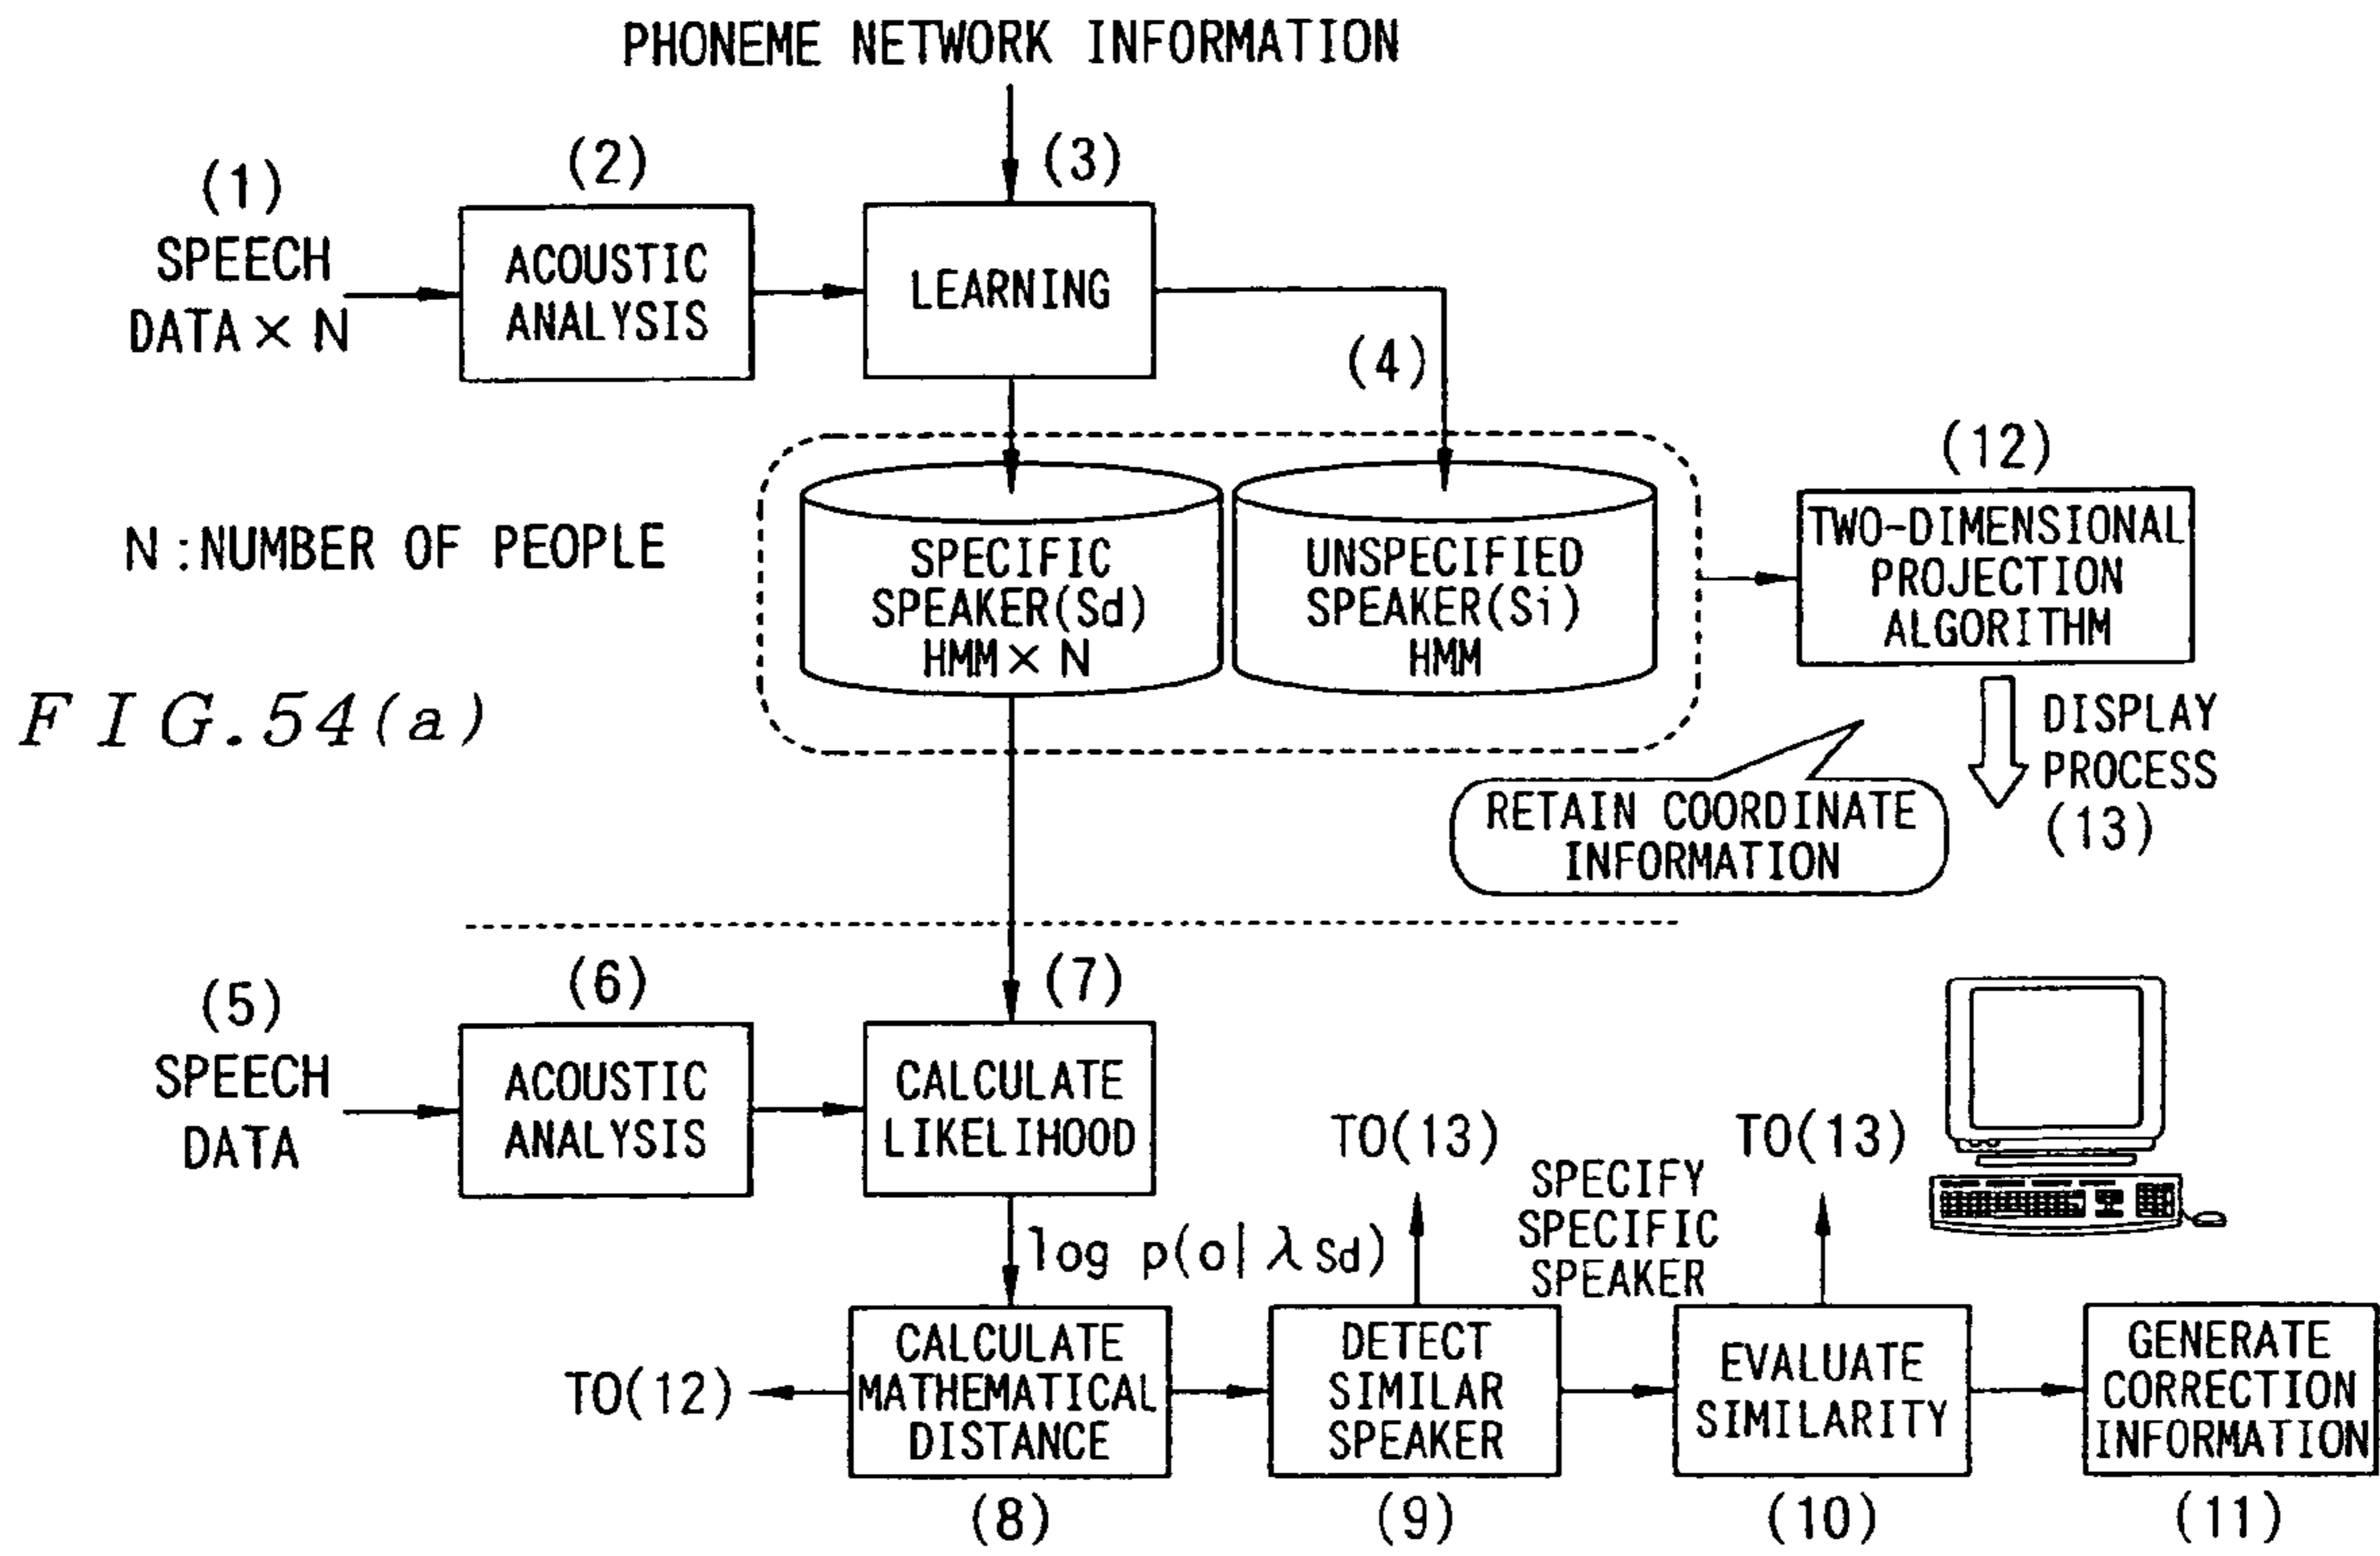 PHONEME NETWORK INFORMATION
(1)
SPEECH
DATA × N
(2)
ACOUSTIC
ANALYSIS
(3)
LEARNING
(4)
N:NUMBER OF PEOPLE
SPECIFIC
SPEAKER(Sd)
HMM × N
UNSPECIFIED
SPEAKER(Si)
HMM
(12)
TWO-DIMENSIONAL
PROJECTION
ALGORITHM
FIG.54(a)
DISPLAY
PROCESS
(13)
RETAIN COORDINATE
INFORMATION
(5)
SPEECH
DATA
(6)
ACOUSTIC
ANALYSIS
(7)
CALCULATE
LIKELIHOOD
log p(o|λSd)
TO(13)
SPECIFY
SPECIFIC
SPEAKER
TO(13)
TO(12)
CALCULATE
MATHEMATICAL
DISTANCE
(8)
DETECT
SIMILAR
SPEAKER
(9)
EVALUATE
SIMILARITY
(10)
GENERATE
CORRECTION
INFORMATION
(11)